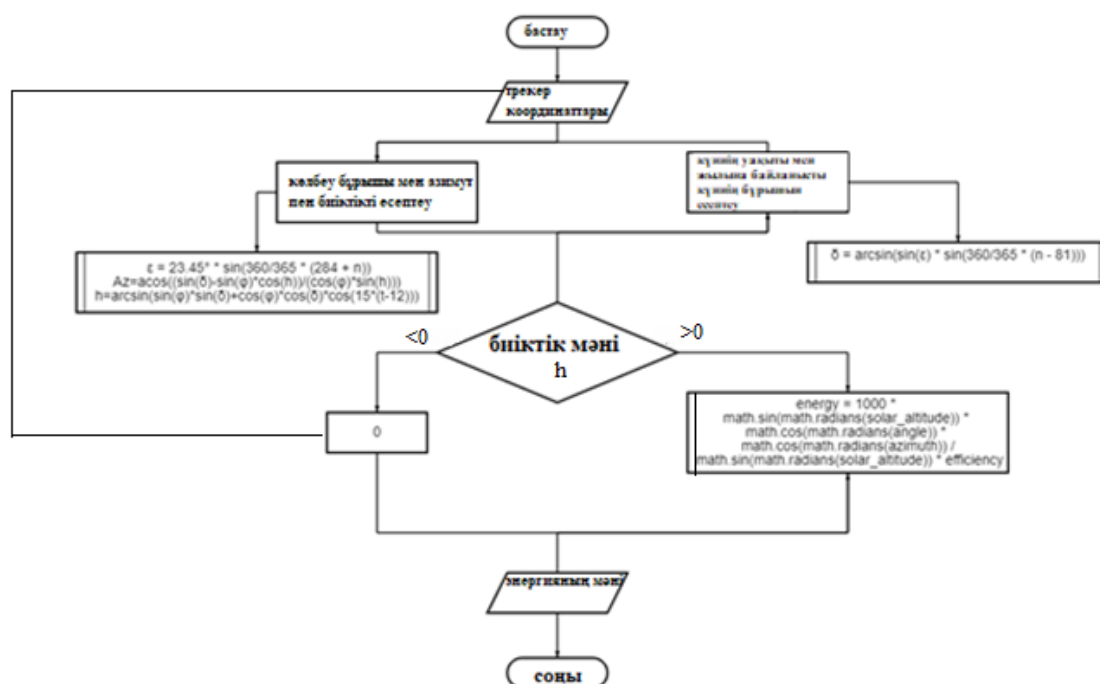 бастау
трекер
координаттары
көлбеу бұрышы мен азимут
пен биіктікті есептеу
күннің уақыты мен
жылына байланысты
күннің бұрышын
есептеу
ε = 23.45° * sin(360/365 * (284 + n))
Az=acos((sin(δ)-sin(φ)*cos(h))/(cos(φ)*sin(h)))
h=arcsin(sin(φ)*sin(δ)+cos(φ)*cos(δ)*cos(15*(t-12)))
δ = arcsin(sin(ε) * sin(360/365 * (n - 81)))
<0
>0
биіктік мәні
h
0
energy = 1000 *
math.sin(math.radians(solar_altitude)) *
math.cos(math.radians(angle)) *
math.cos(math.radians(azimuth)) /
math.sin(math.radians(solar_altitude)) * efficiency
энергияның мәні
соңы